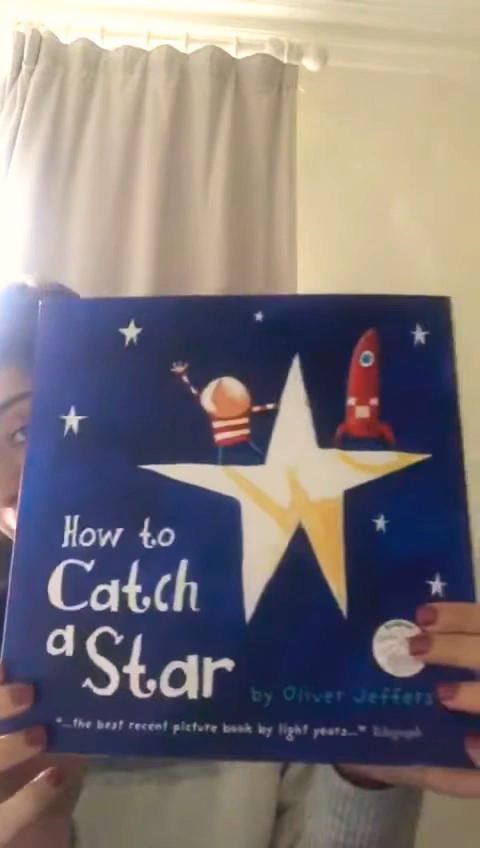 How to
Catch
a Star
by Oliver Jeffers
"...the best recent picture book by light years..." Telegraph